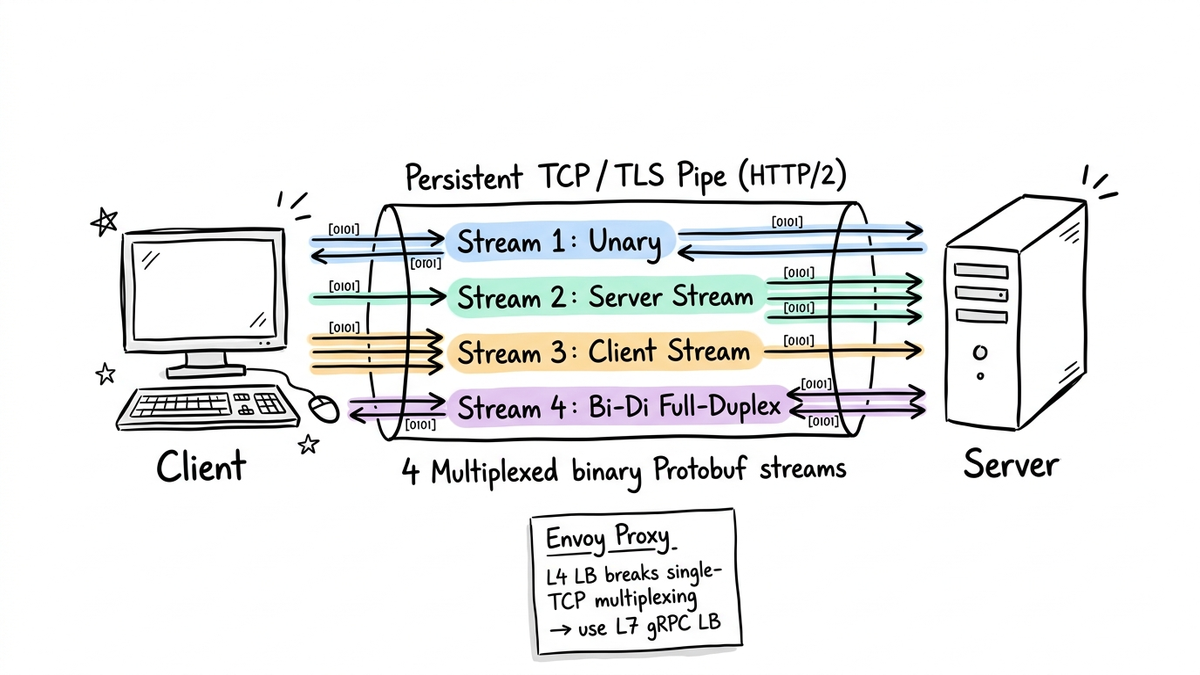 Persistent TCP/TLS Pipe (HTTP/2)
[0101]
[0101]
Stream 1: Unary
[0101]
[0101]
Stream 2: Server Stream
[0101]
[0101]
[0101]
Stream 3: Client Stream
[0101]
[0101]
Stream 4: Bi-Di Full-Duplex
[0101]
[0101]
Client
4 Multiplexed binary Protobuf streams
Server
Envoy Proxy
L4 LB breaks single-
TCP multiplexing
→ use L7 gRPC LB